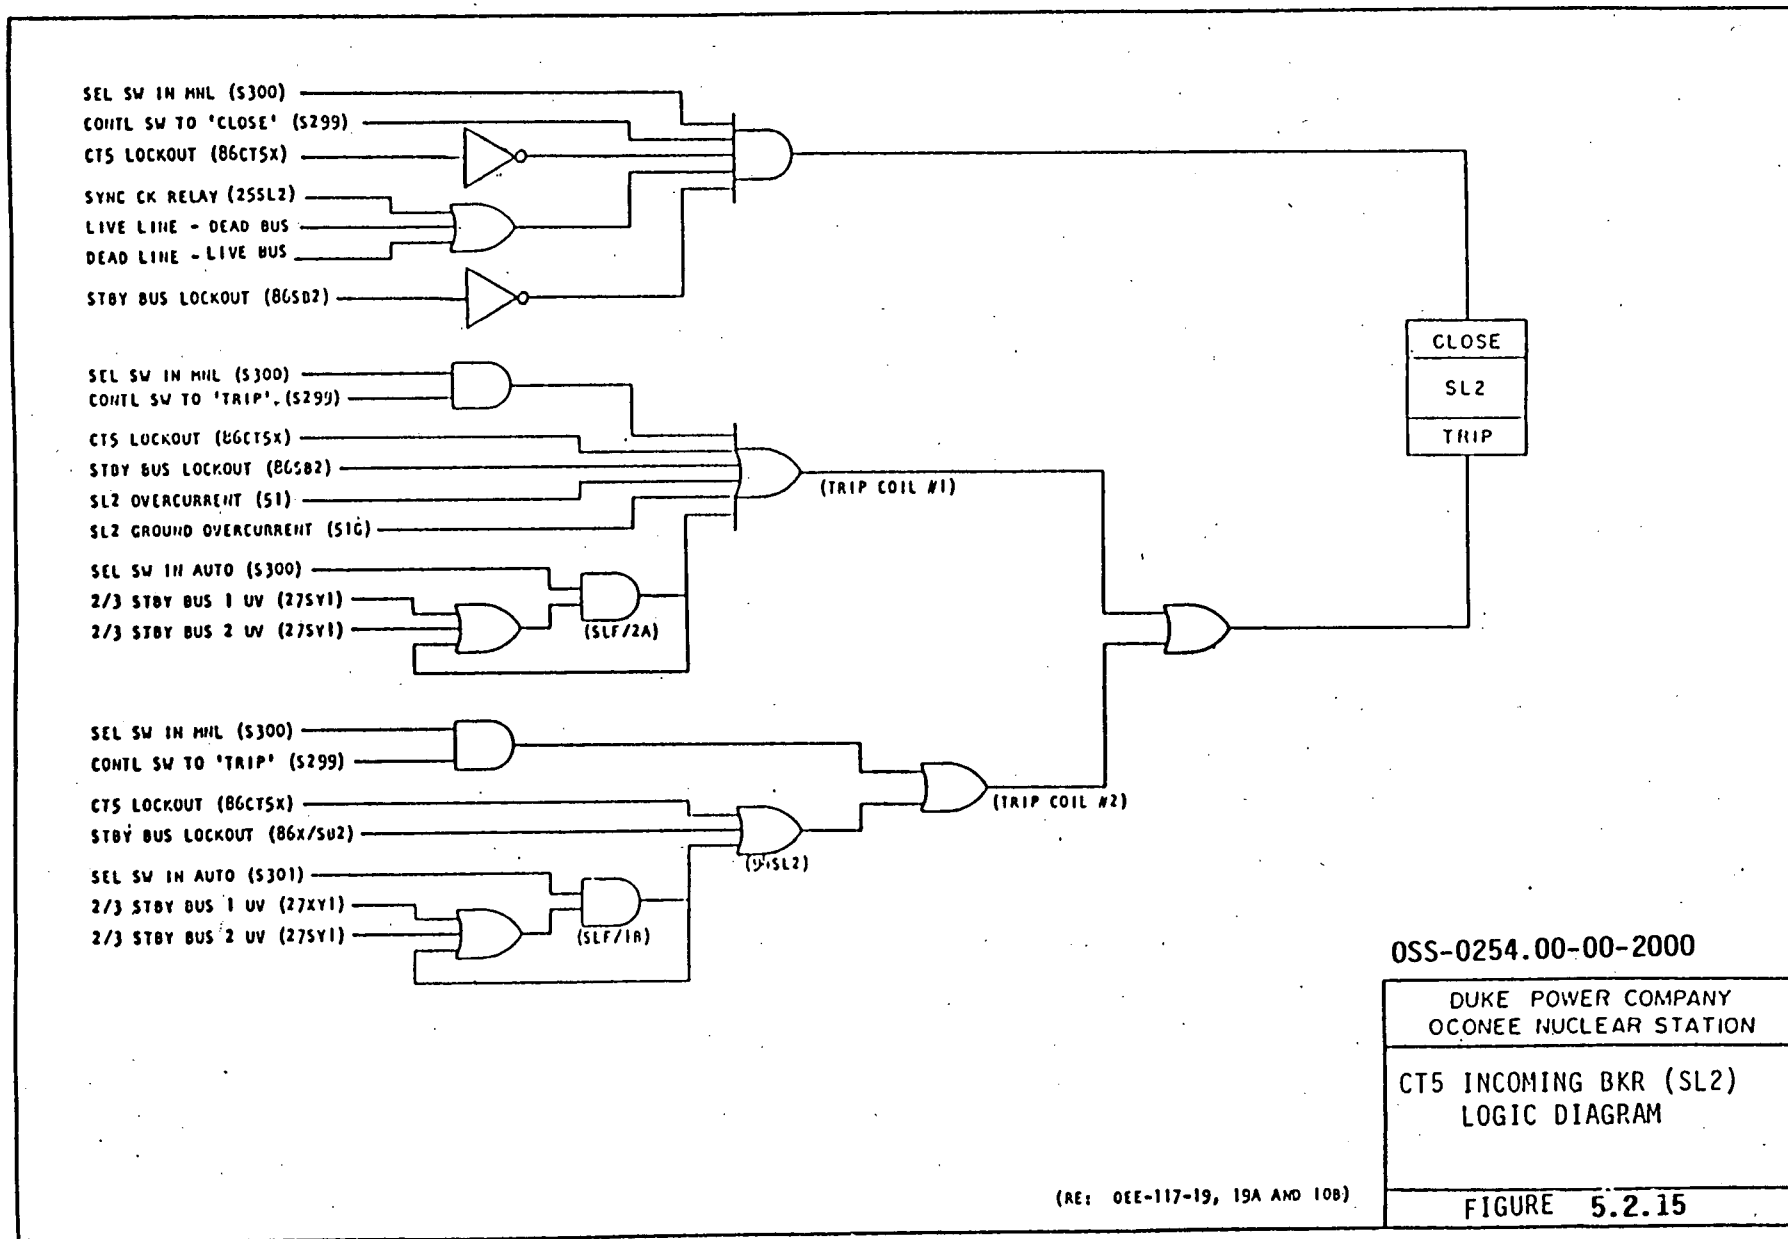 SEL SW IN MNL (S300)
CONTL SW TO 'CLOSE' (S299)
CT5 LOCKOUT (86CT5X)
SYNC CK RELAY (25SL2)
LIVE LINE - DEAD BUS
DEAD LINE - LIVE BUS
STBY BUS LOCKOUT (86SB2)
SEL SW IN MNL (S300)
CONTL SW TO 'TRIP'. (S299)
CT5 LOCKOUT (86CT5X)
STBY BUS LOCKOUT (86SB2)
SL2 OVERCURRENT (51)
SL2 GROUND OVERCURRENT (51G)
SEL SW IN AUTO (S300)
2/3 STBY BUS 1 UV (27SY1)
2/3 STBY BUS 2 UV (27SY1)
(SLF/2A)
(TRIP COIL #1)
SEL SW IN MNL (S300)
CONTL SW TO 'TRIP' (S299)
CT5 LOCKOUT (86CT5X)
STBY BUS LOCKOUT (86X/SB2)
(94SL2)
(TRIP COIL #2)
SEL SW IN AUTO (S301)
2/3 STBY BUS 1 UV (27XY1)
2/3 STBY BUS 2 UV (27SY1)
(SLF/1B)
CLOSE
SL2
TRIP
OSS-0254.00-00-2000
DUKE POWER COMPANY
OCONEE NUCLEAR STATION
CT5 INCOMING BKR (SL2)
LOGIC DIAGRAM
(RE: OEE-117-19, 19A AND 10B)
FIGURE 5.2.15